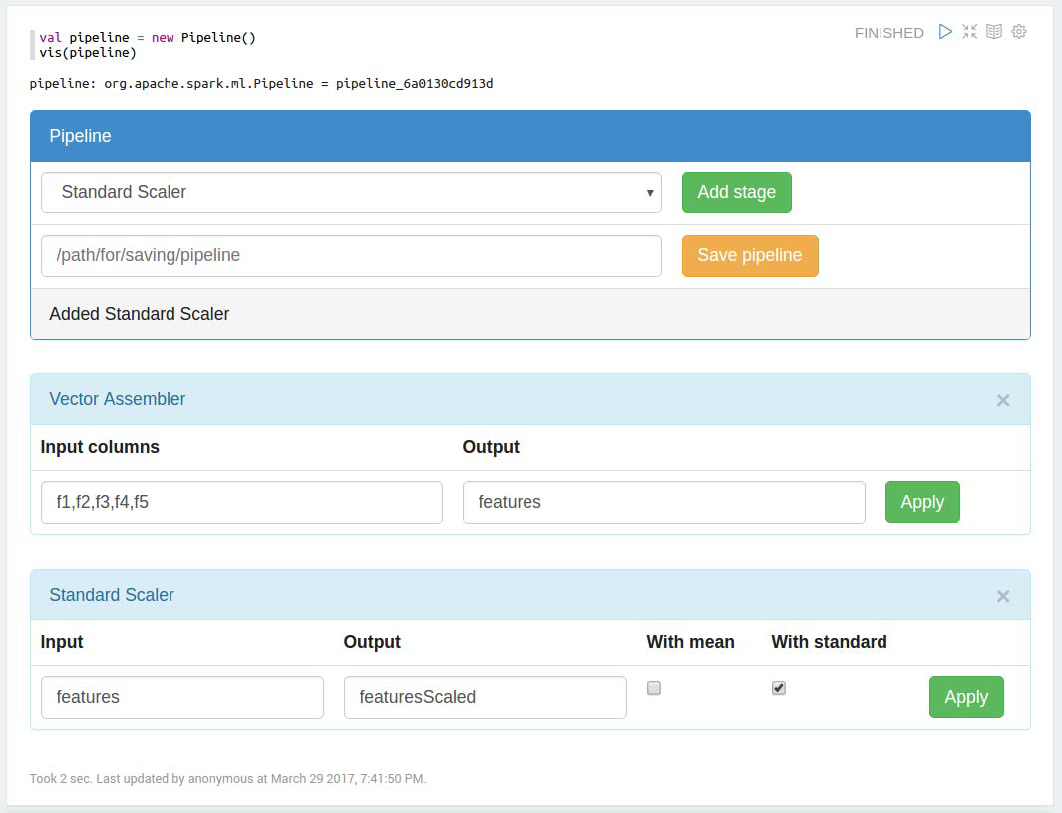 val pipeline = new Pipeline()
FINISHED
vis(pipeline)
pipeline: org.apache.spark.ml.Pipeline = pipeline_6a0130cd913d
Pipeline
Standard Scaler
Add stage
/path/for/saving/pipeline
Save pipeline
Added Standard Scaler
Vector Assembler
Input columns
Output
f1,f2,f3,f4,f5
features
Apply
Standard Scaler
Input
Output
With mean
With standard
features
featuresScaled
Apply
Took 2 sec. Last updated by anonymous at March 29 2017, 7:41:50 PM.